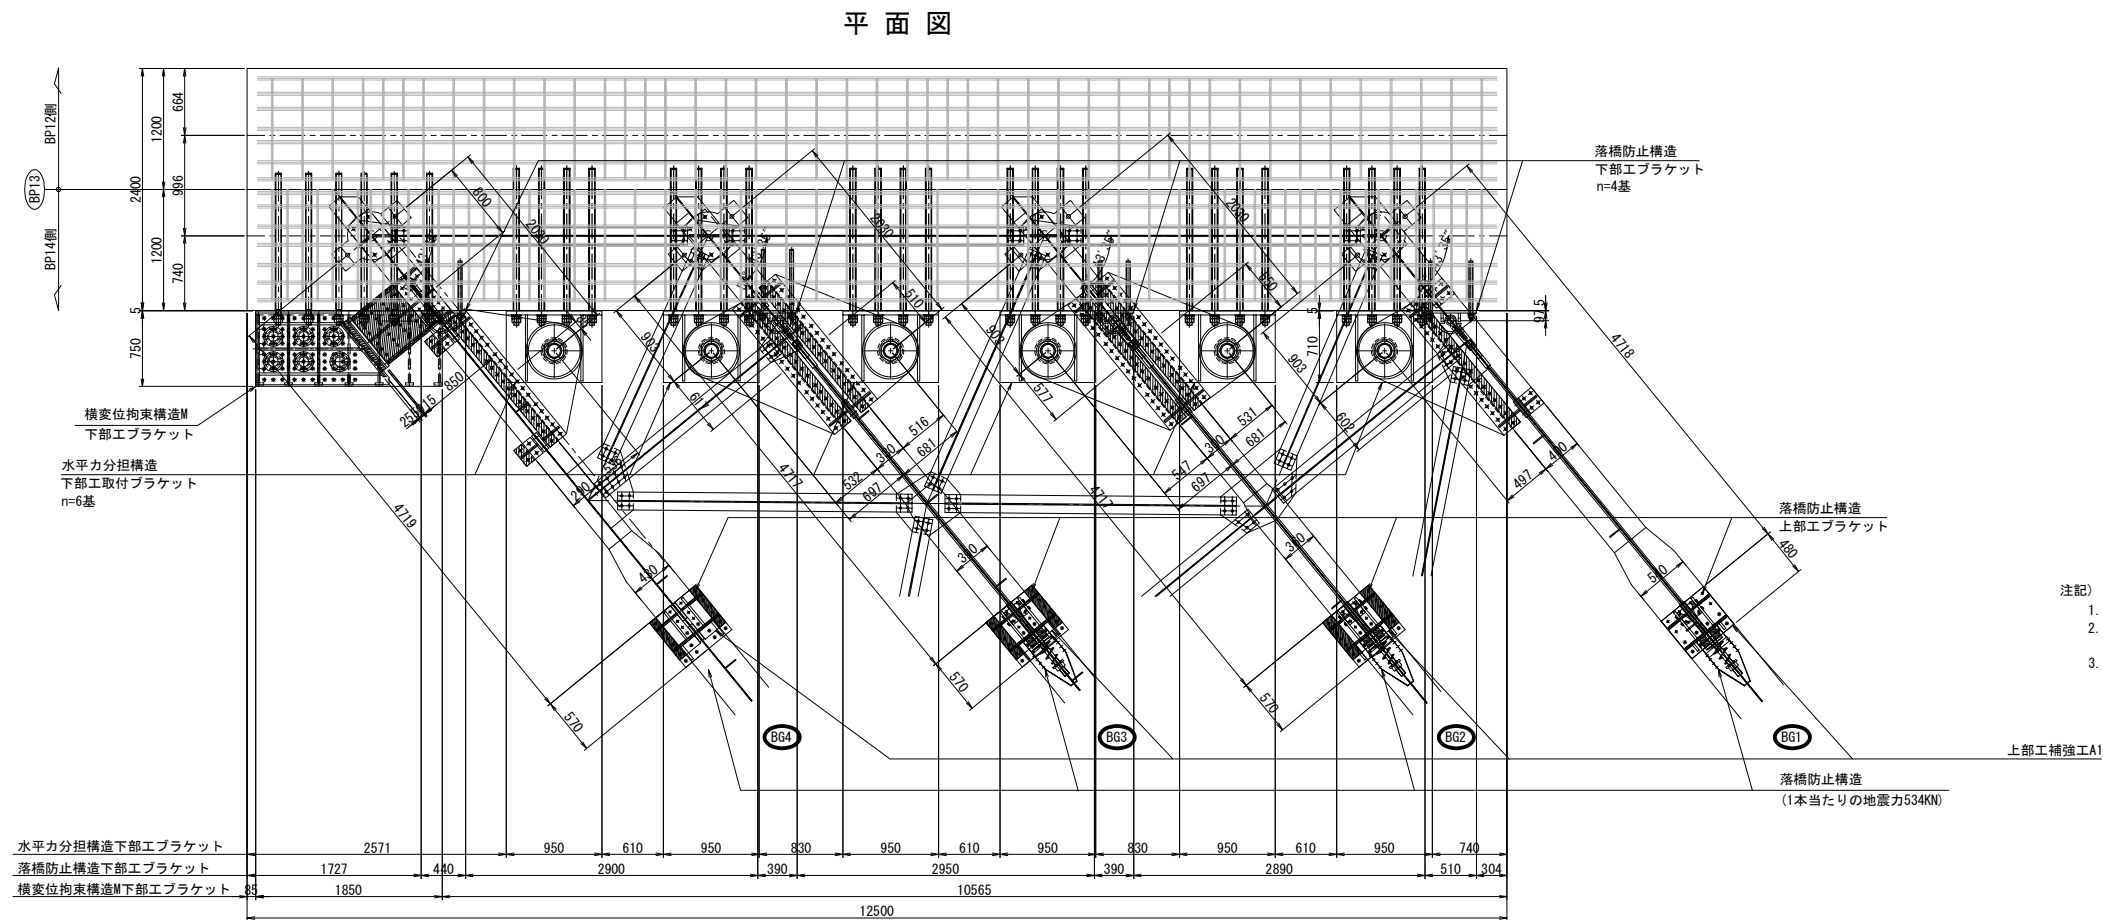 平 面 図
BP12側
BP13
BP14側
2400
1200
1200
664
996
740
5
750
落橋防止構造
下部エブラケット
n=4基
800
2030
2030
2030
950
510
5
710
97.5
4718
903
903
903
577
61
602
850
横変位拘束構造M
下部エブラケット
水平力分担構造
下部工取付ブラケット
n=6基
516
681
532
697
531
681
547
697
497
4719
4717
4717
290
430
480
570
570
570
落橋防止構造
上部エブラケット
注記)
1.
2.
3.
BG4
BG3
BG2
BG1
上部工補強工A1
落橋防止構造
(1本当たりの地震力534KN)
水平力分担構造下部エブラケット
2571 950 610 950 830 950 610 950 830 950 610 950 740
落橋防止構造下部エブラケット
1727 440 2900 390 2950 390 2890 510 304
横変位拘束構造M下部エブラケット
85 1850 10565
12500